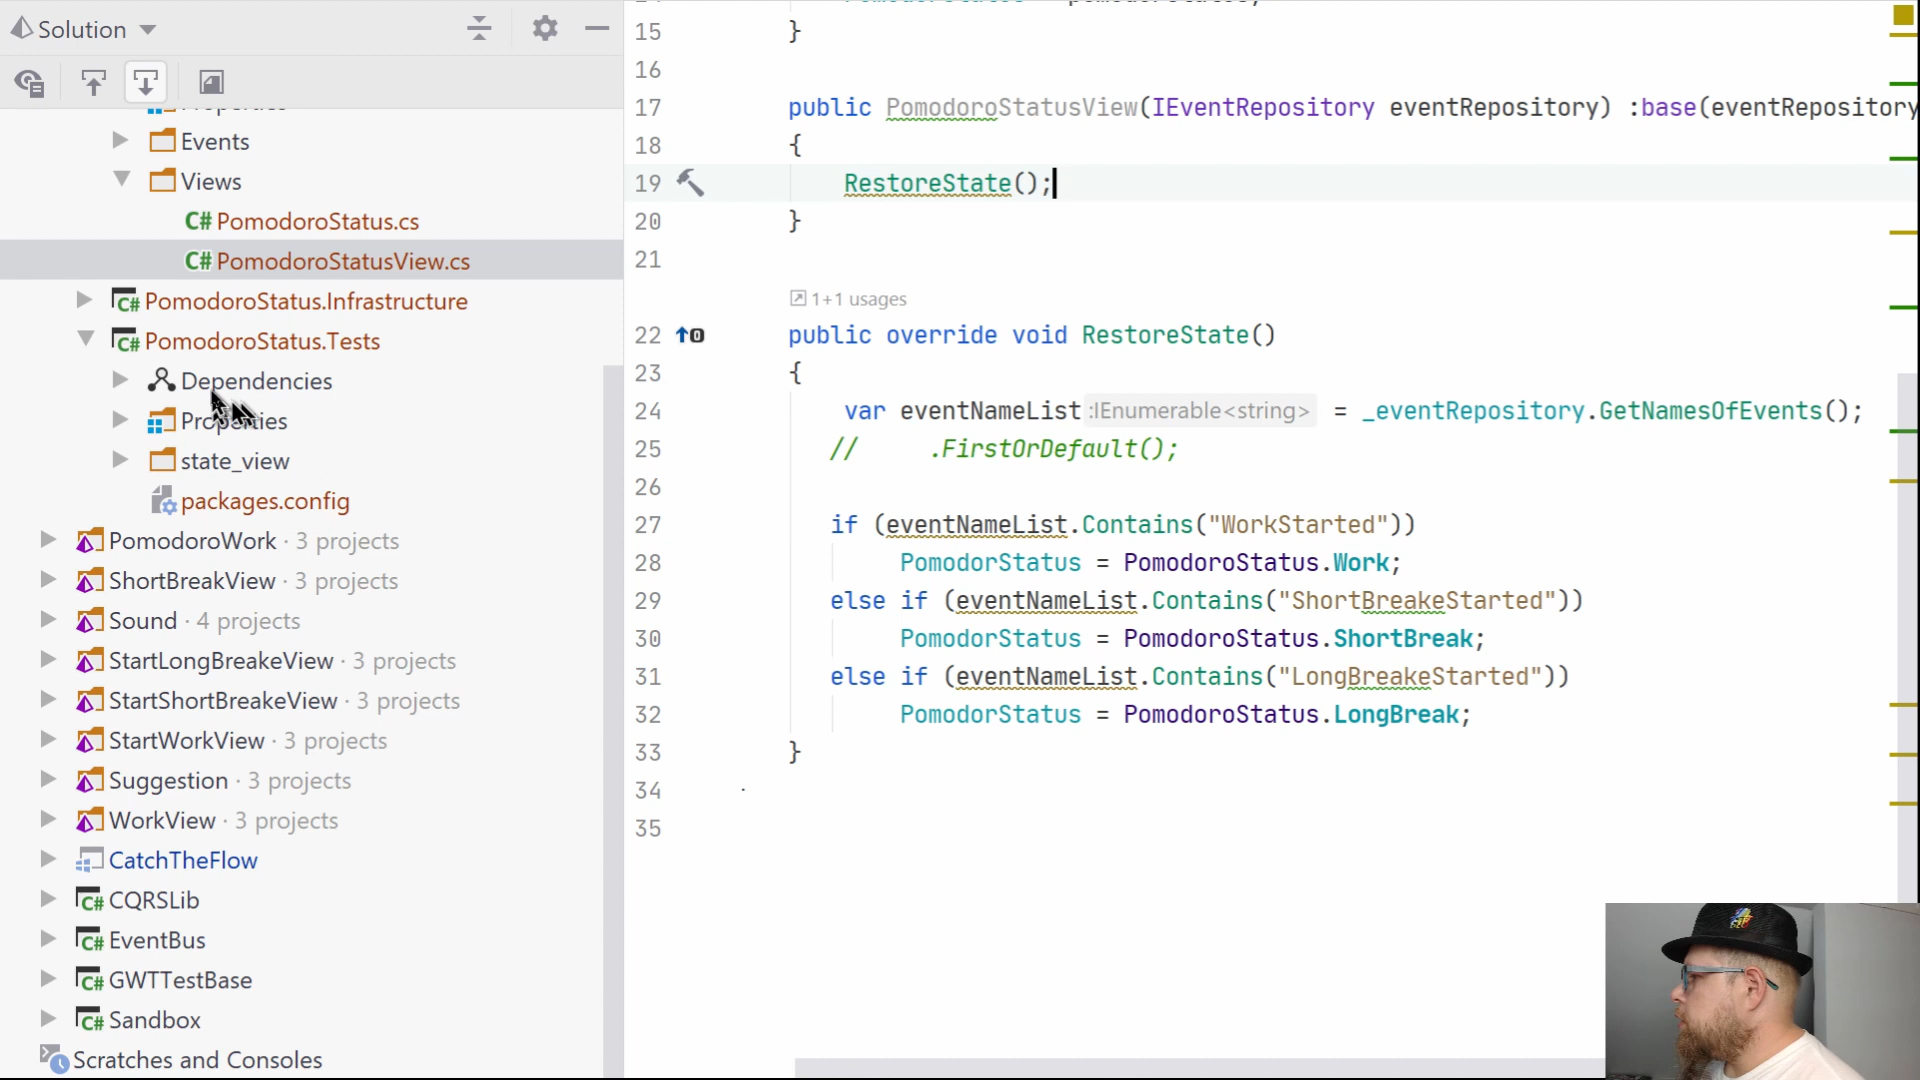 Solution
Properties
Events
Views
C# PomodoroStatus.cs
C# PomodoroStatusView.cs
C# PomodoroStatus.Infrastructure
C# PomodoroStatus.Tests
Dependencies
Properties
state_view
packages.config
PomodoroWork · 3 projects
ShortBreakView · 3 projects
Sound · 4 projects
StartLongBreakeView · 3 projects
StartShortBreakeView · 3 projects
StartWorkView · 3 projects
Suggestion · 3 projects
WorkView · 3 projects
CatchTheFlow
C# CQRSLib
C# EventBus
C# GWTTestBase
C# Sandbox
Scratches and Consoles
15 }
16
17 public PomodoroStatusView(IEventRepository eventRepository) :base(eventRepository
18 {
19 RestoreState();
20 }
21
1+1 usages
22 public override void RestoreState()
23 {
24 var eventNameList :IEnumerable<string> = _eventRepository.GetNamesOfEvents();
25 // .FirstOrDefault();
26
27 if (eventNameList.Contains("WorkStarted"))
28 PomodorStatus = PomodoroStatus.Work;
29 else if (eventNameList.Contains("ShortBreakeStarted"))
30 PomodorStatus = PomodoroStatus.ShortBreak;
31 else if (eventNameList.Contains("LongBreakeStarted"))
32 PomodorStatus = PomodoroStatus.LongBreak;
33 }
34
35